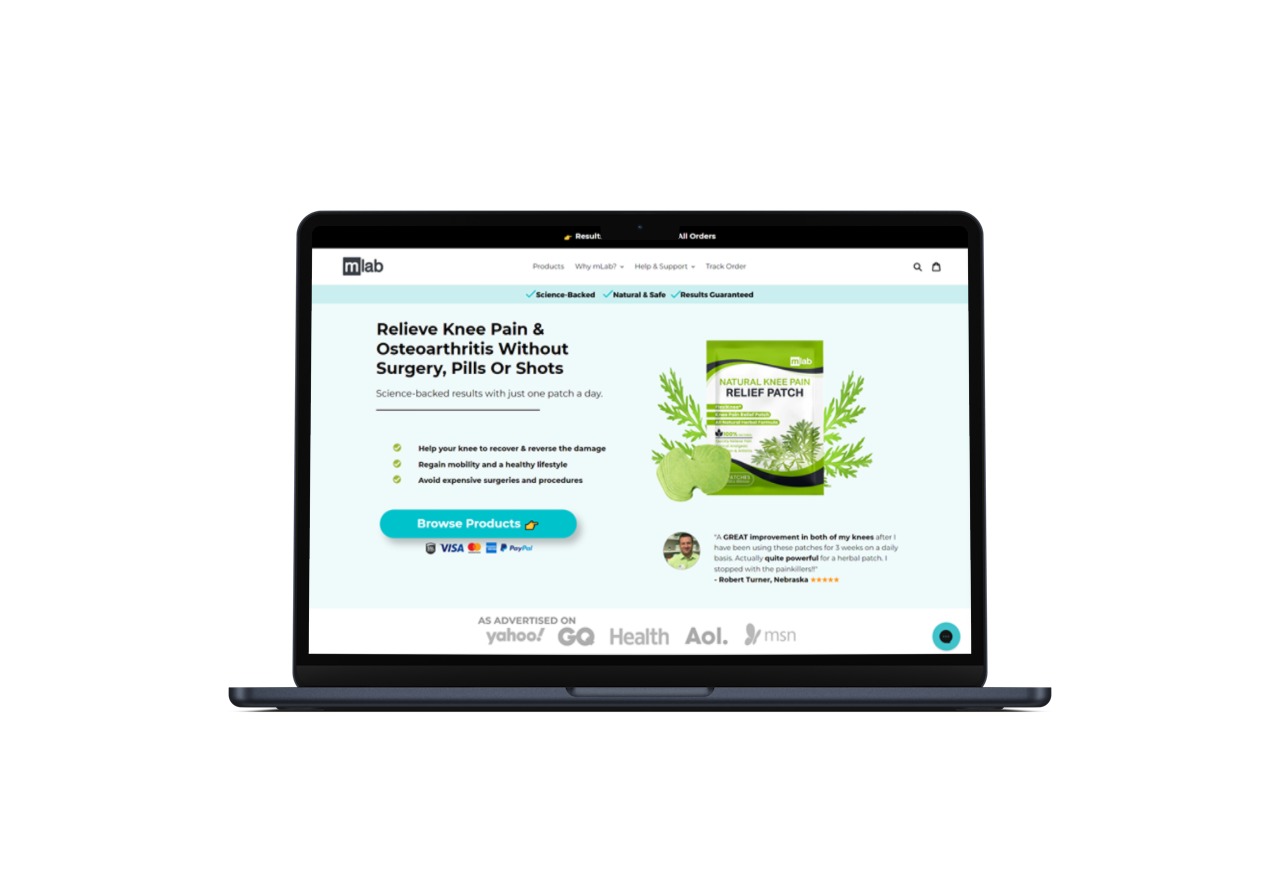 👉 Result
All Orders
mlab
Products Why mLab? Help & Support Track Order
Science-Backed Natural & Safe Results Guaranteed
Relieve Knee Pain &
Osteoarthritis Without
Surgery, Pills Or Shots
Science-backed results with just one patch a day.
Help your knee to recover & reverse the damage
Regain mobility and a healthy lifestyle
Avoid expensive surgeries and procedures
Browse Products 👉
VISA PayPal
mlab
NATURAL KNEE PAIN
RELIEF PATCH
Knee Pain Relief Patch
100%
"A GREAT improvement in both of my knees after I
have been using these patches for 3 weeks on a daily
basis. Actually quite powerful for a herbal patch. I
stopped with the painkillers!!"
- Robert Turner, Nebraska ★★★★★
AS ADVERTISED ON
yahoo! GQ Health Aol. msn